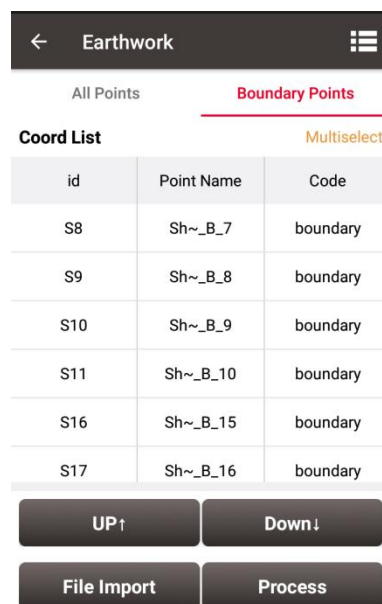 ← Earthwork
All Points Boundary Points
Coord List Multiselect
id Point Name Code
S8 Sh~_B_7 boundary
S9 Sh~_B_8 boundary
S10 Sh~_B_9 boundary
S11 Sh~_B_10 boundary
S16 Sh~_B_15 boundary
S17 Sh~_B_16 boundary
UP↑ Down↓
File Import Process